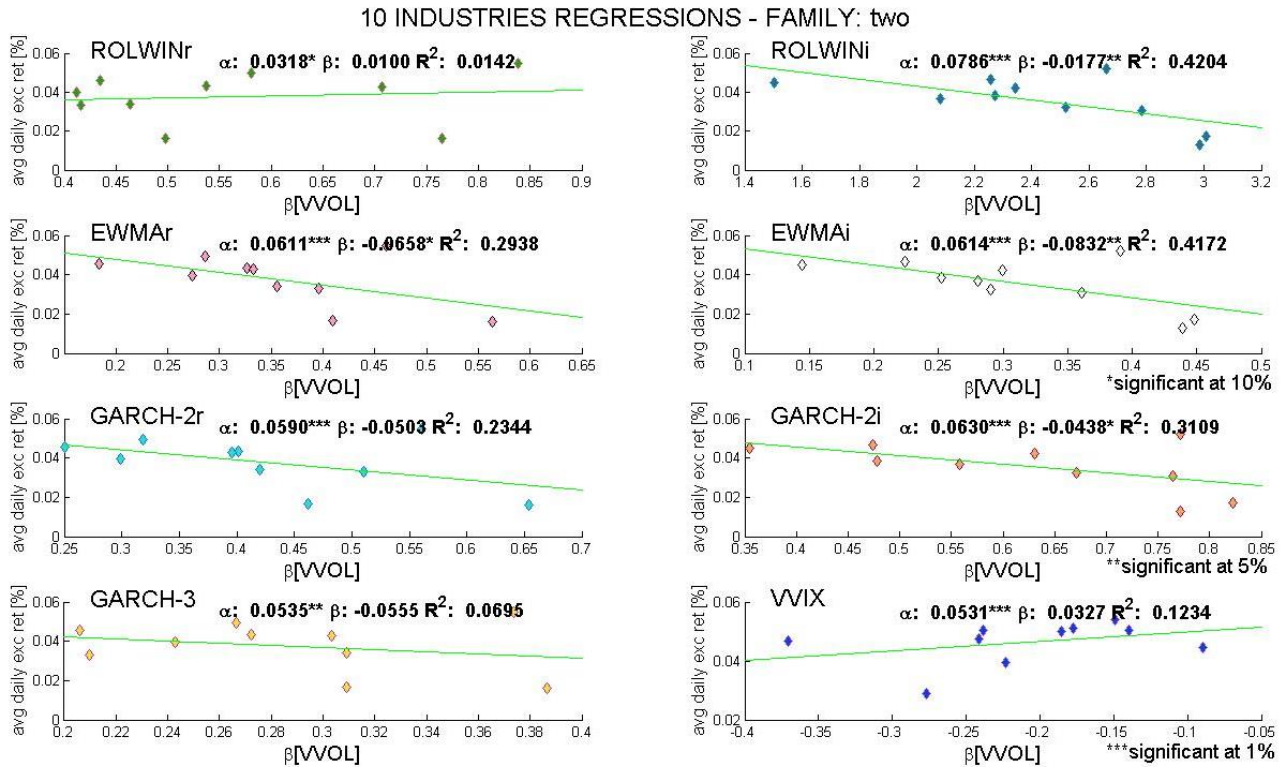 10 INDUSTRIES REGRESSIONS - FAMILY: two
ROLWINr
α: 0.0318* β: 0.0100 R²: 0.0142
avg daily exc ret [%]
0.06
0.04
0.02
0
0.4 0.45 0.5 0.55 0.6 0.65 0.7 0.75 0.8 0.85 0.9
β[VVOL]
ROLWINi
α: 0.0786*** β: -0.0177** R²: 0.4204
avg daily exc ret [%]
0.06
0.04
0.02
0
1.4 1.6 1.8 2 2.2 2.4 2.6 2.8 3 3.2
β[VVOL]
EWMAr
α: 0.0611*** β: -0.0658* R²: 0.2938
avg daily exc ret [%]
0.06
0.04
0.02
0
0.2 0.25 0.3 0.35 0.4 0.45 0.5 0.55 0.6 0.65
β[VVOL]
EWMAi
α: 0.0614*** β: -0.0832** R²: 0.4172
avg daily exc ret [%]
0.06
0.04
0.02
0
0.1 0.15 0.2 0.25 0.3 0.35 0.4 0.45 0.5
β[VVOL]
*significant at 10%
GARCH-2r
α: 0.0590*** β: -0.0503 R²: 0.2344
avg daily exc ret [%]
0.06
0.04
0.02
0
0.25 0.3 0.35 0.4 0.45 0.5 0.55 0.6 0.65 0.7
β[VVOL]
GARCH-2i
α: 0.0630*** β: -0.0438* R²: 0.3109
avg daily exc ret [%]
0.06
0.04
0.02
0
0.35 0.4 0.45 0.5 0.55 0.6 0.65 0.7 0.75 0.8 0.85
β[VVOL]
**significant at 5%
GARCH-3
α: 0.0535** β: -0.0555 R²: 0.0695
avg daily exc ret [%]
0.06
0.04
0.02
0
0.2 0.22 0.24 0.26 0.28 0.3 0.32 0.34 0.36 0.38 0.4
β[VVOL]
VVIX
α: 0.0531*** β: 0.0327 R²: 0.1234
avg daily exc ret [%]
0.06
0.04
0.02
-0.4 -0.35 -0.3 -0.25 -0.2 -0.15 -0.1 -0.05
β[VVOL]
***significant at 1%